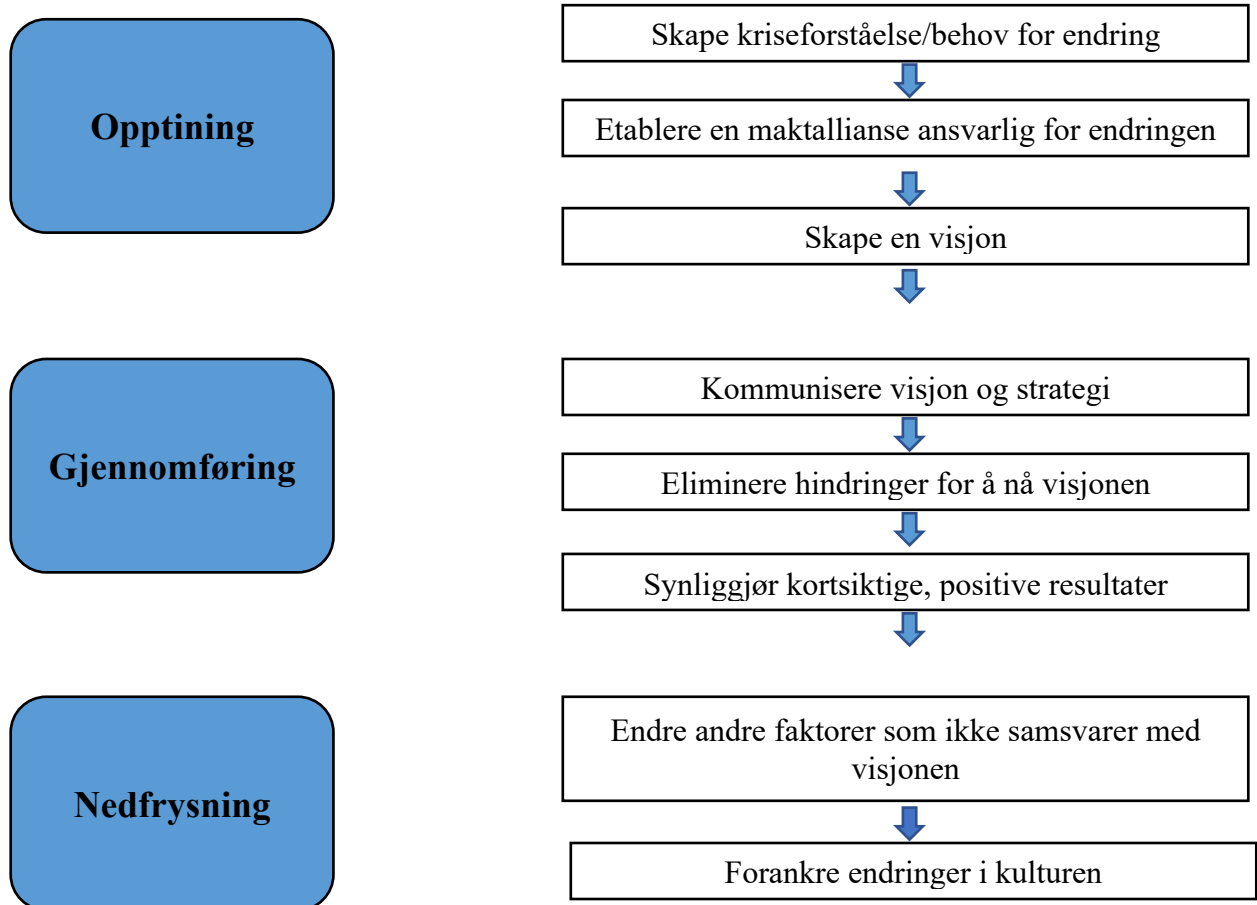 Opptining
Skape kriseforståelse/behov for endring
Etablere en maktallianse ansvarlig for endringen
Skape en visjon
Gjennomføring
Kommunisere visjon og strategi
Eliminere hindringer for å nå visjonen
Synliggjør kortsiktige, positive resultater
Nedfrysning
Endre andre faktorer som ikke samsvarer med
visjonen
Forankre endringer i kulturen